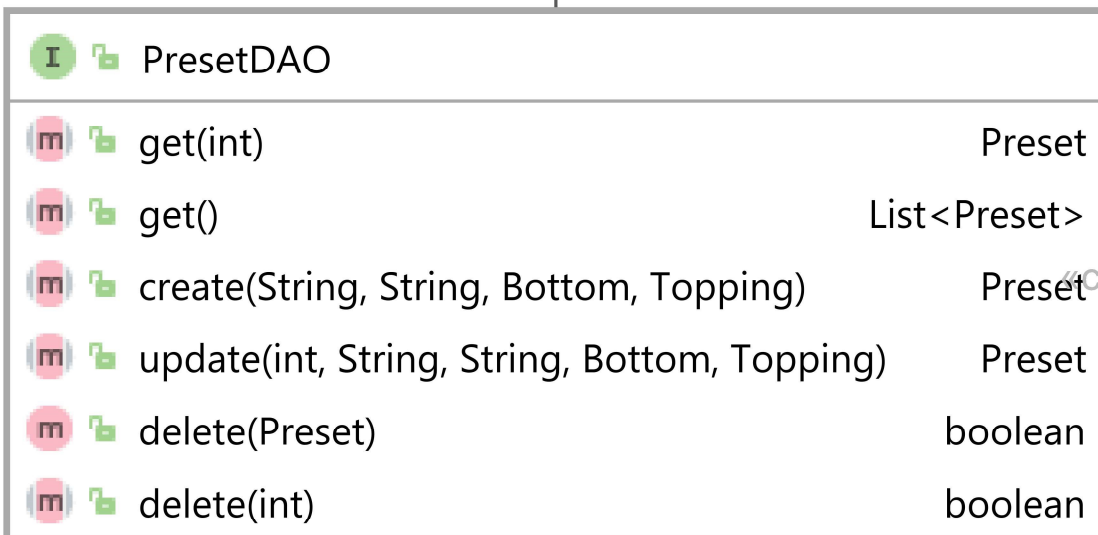 I PresetDAO
m get(int) Preset
m get() List<Preset>
m create(String, String, Bottom, Topping) Preset «c
m update(int, String, String, Bottom, Topping) Preset
m delete(Preset) boolean
m delete(int) boolean